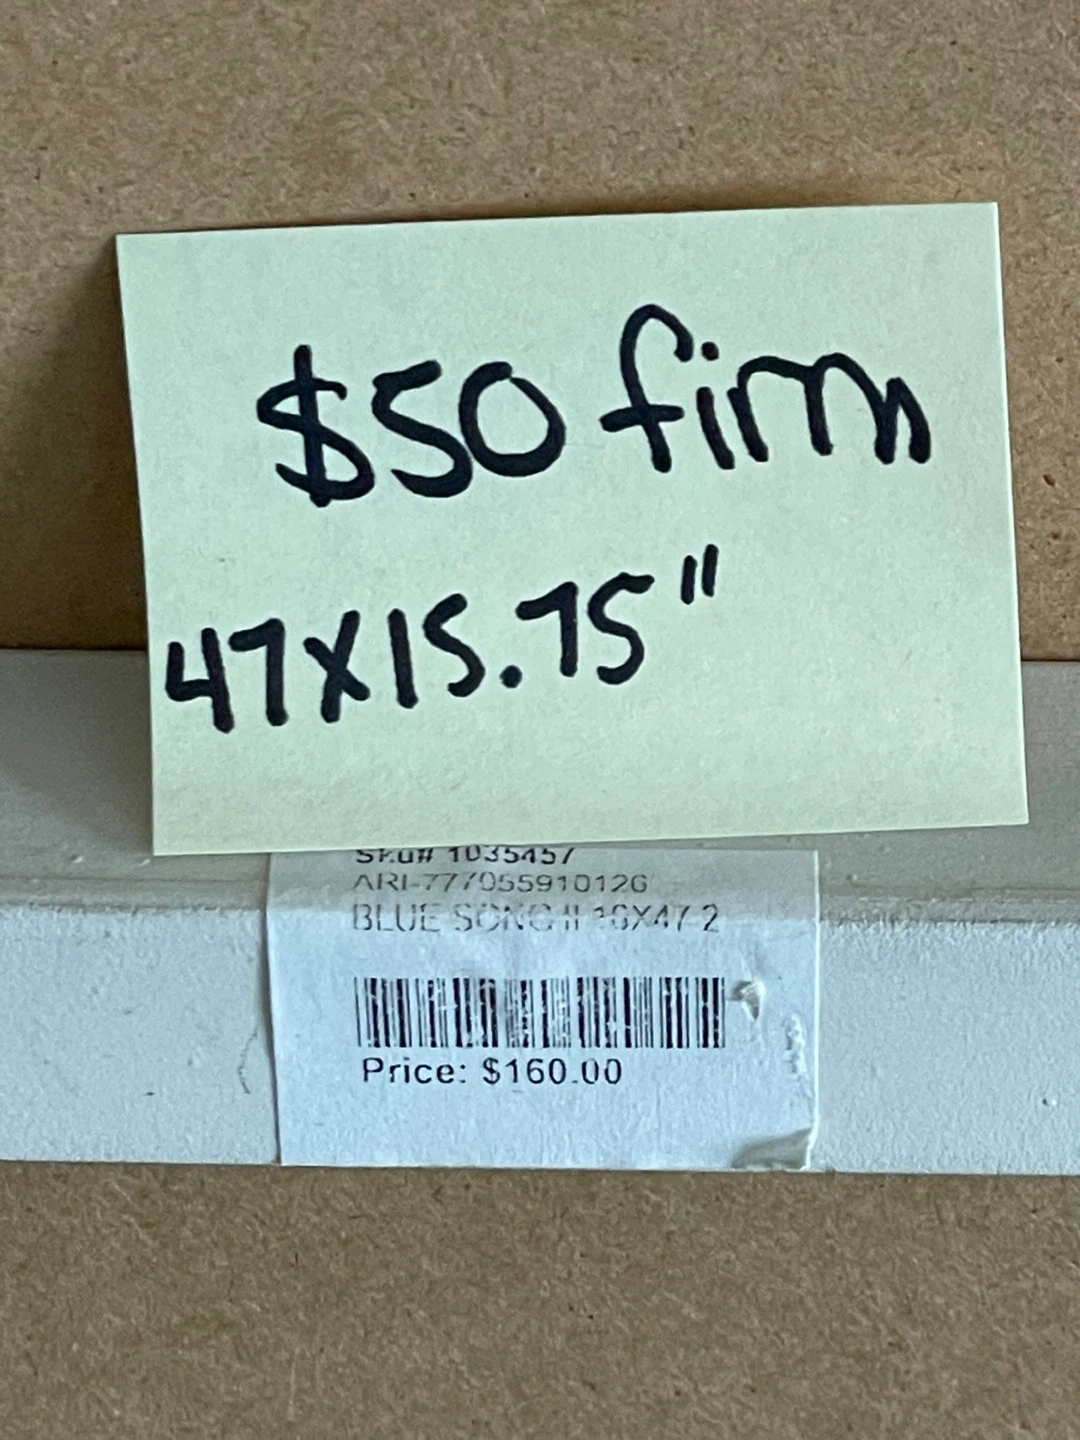 $50 firm
47X15.75"
SKU# 1035457
ARI-777055910126
BLUE SONG II 16X47 2
Price: $160.00